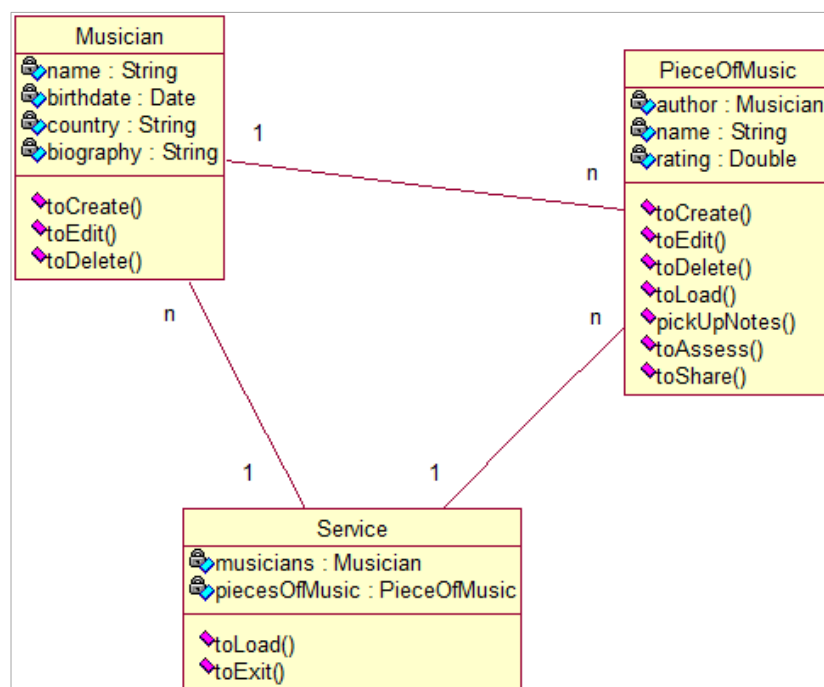 Musician
name : String
birthdate : Date
country : String
biography : String
toCreate()
toEdit()
toDelete()
1
n
PieceOfMusic
author : Musician
name : String
rating : Double
toCreate()
toEdit()
toDelete()
toLoad()
pickUpNotes()
toAssess()
toShare()
n
n
1
1
Service
musicians : Musician
piecesOfMusic : PieceOfMusic
toLoad()
toExit()